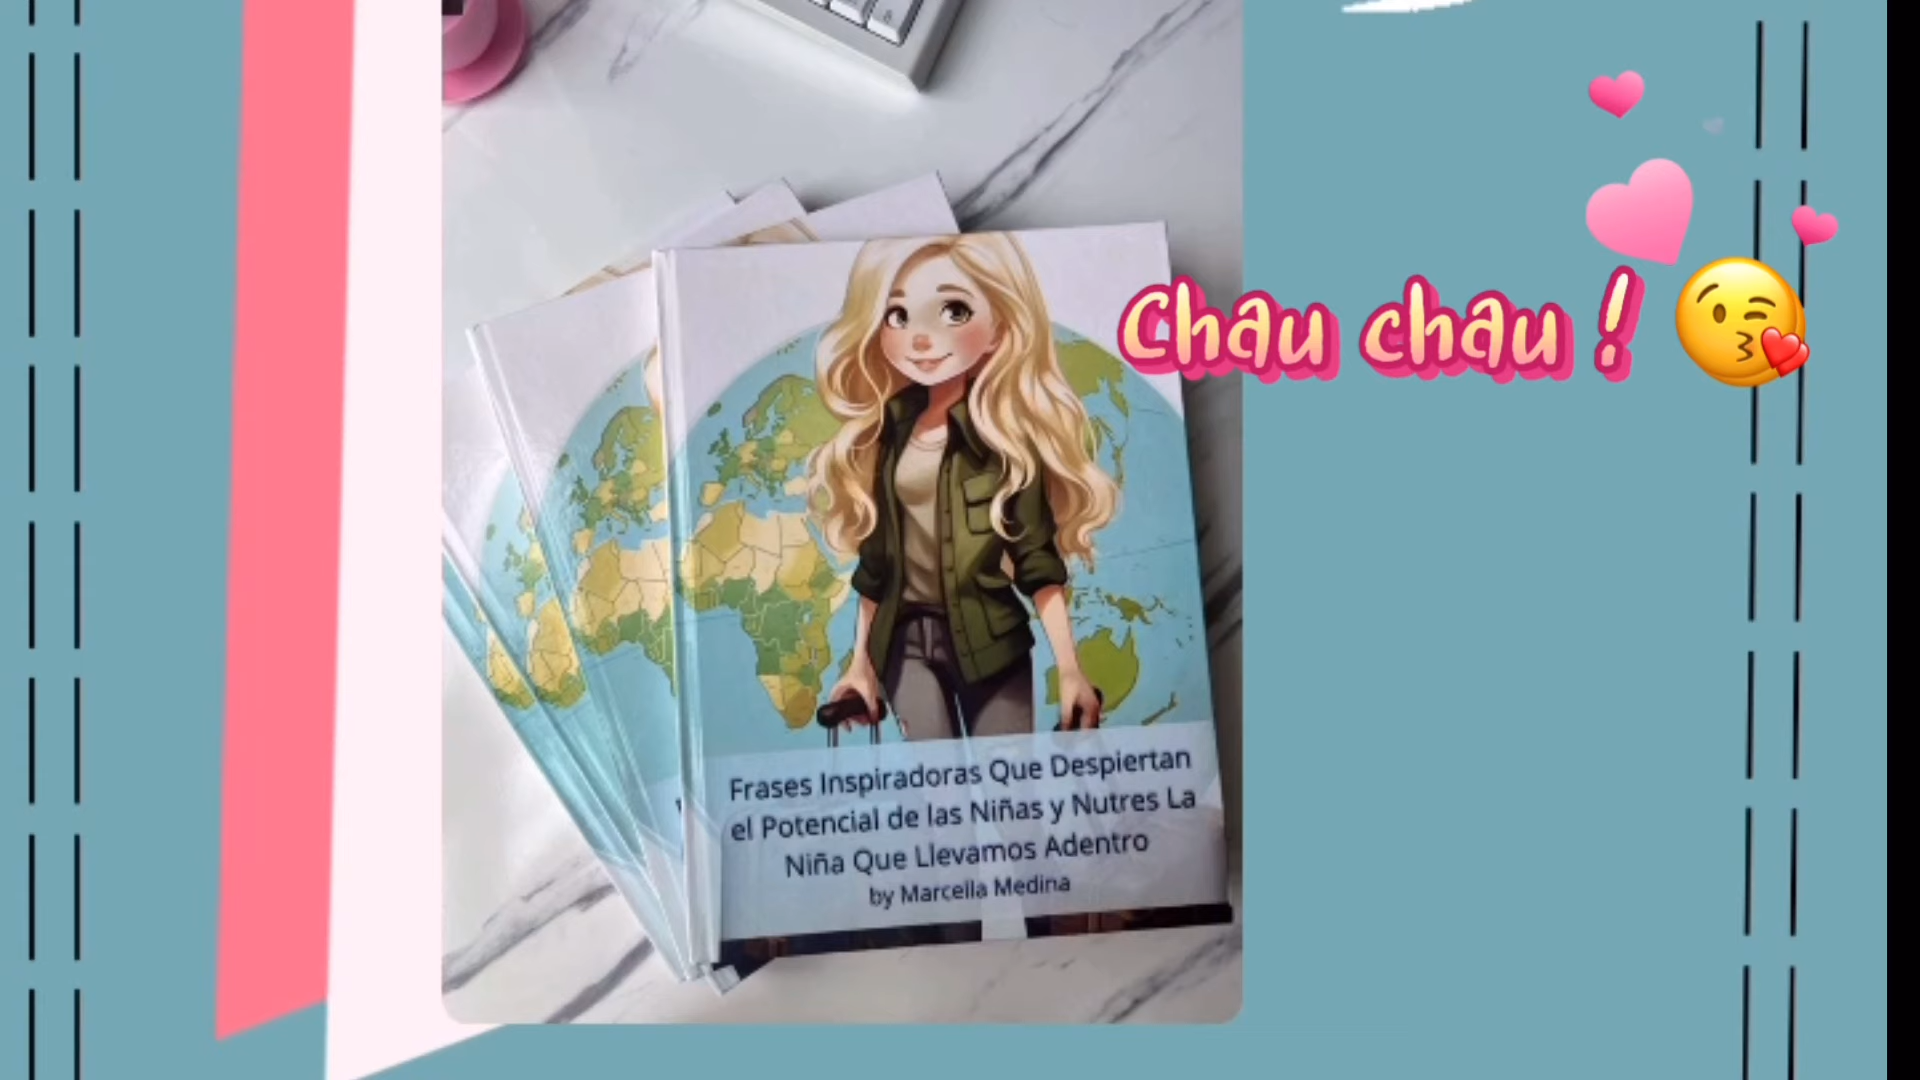 Chau chau !
Frases Inspiradoras Que Despiertan
el Potencial de las Niñas y Nutres La
Niña Que Llevamos Adentro
by Marcella Medina